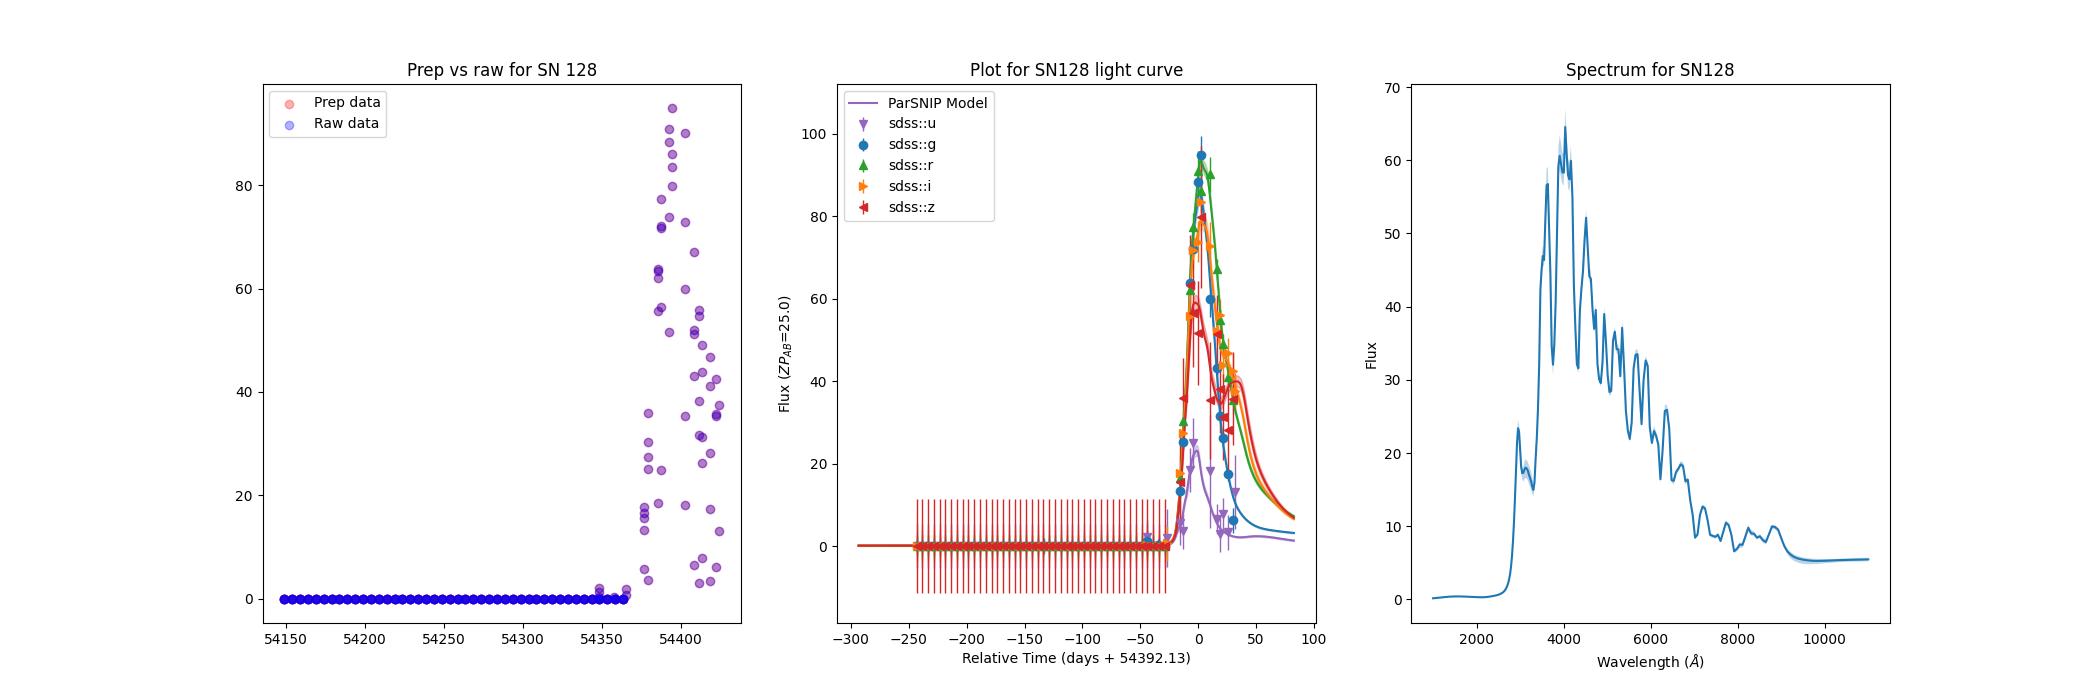 Prep vs raw for SN 128
Prep data
Raw data
80
60
40
20
0
54150 54200 54250 54300 54350 54400
Plot for SN128 light curve
ParSNIP Model
sdss::u
sdss::g
sdss::r
sdss::i
sdss::z
Flux (ZP_AB=25.0)
100
80
60
40
20
0
−300 −250 −200 −150 −100 −50 0 50 100
Relative Time (days + 54392.13)
Spectrum for SN128
Flux
70
60
50
40
30
20
10
0
2000 4000 6000 8000 10000
Wavelength (Å)